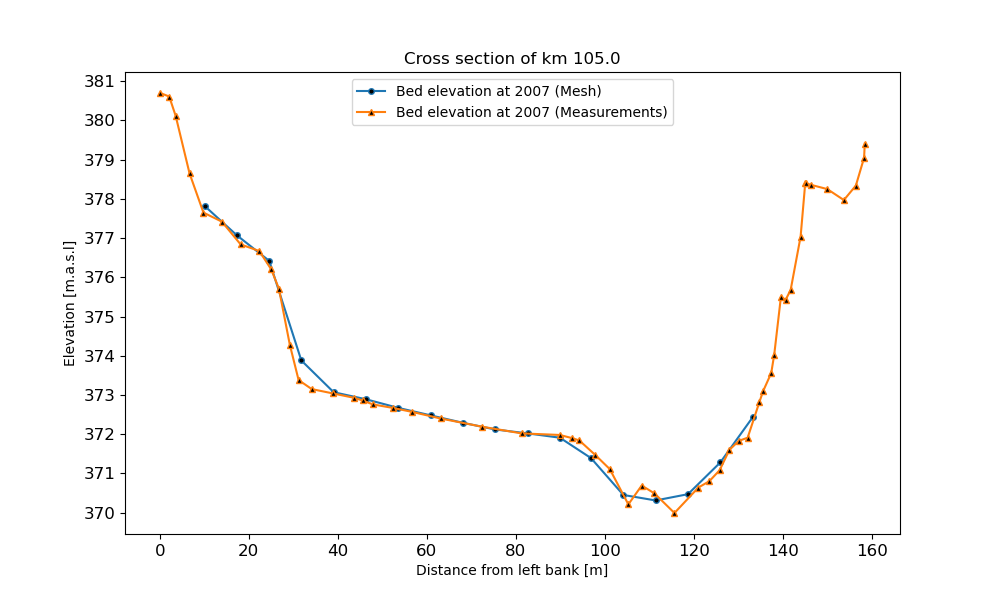 Cross section of km 105.0
Bed elevation at 2007 (Mesh)
Bed elevation at 2007 (Measurements)
Elevation [m.a.s.l]
381
380
379
378
377
376
375
374
373
372
371
370
0 20 40 60 80 100 120 140 160
Distance from left bank [m]